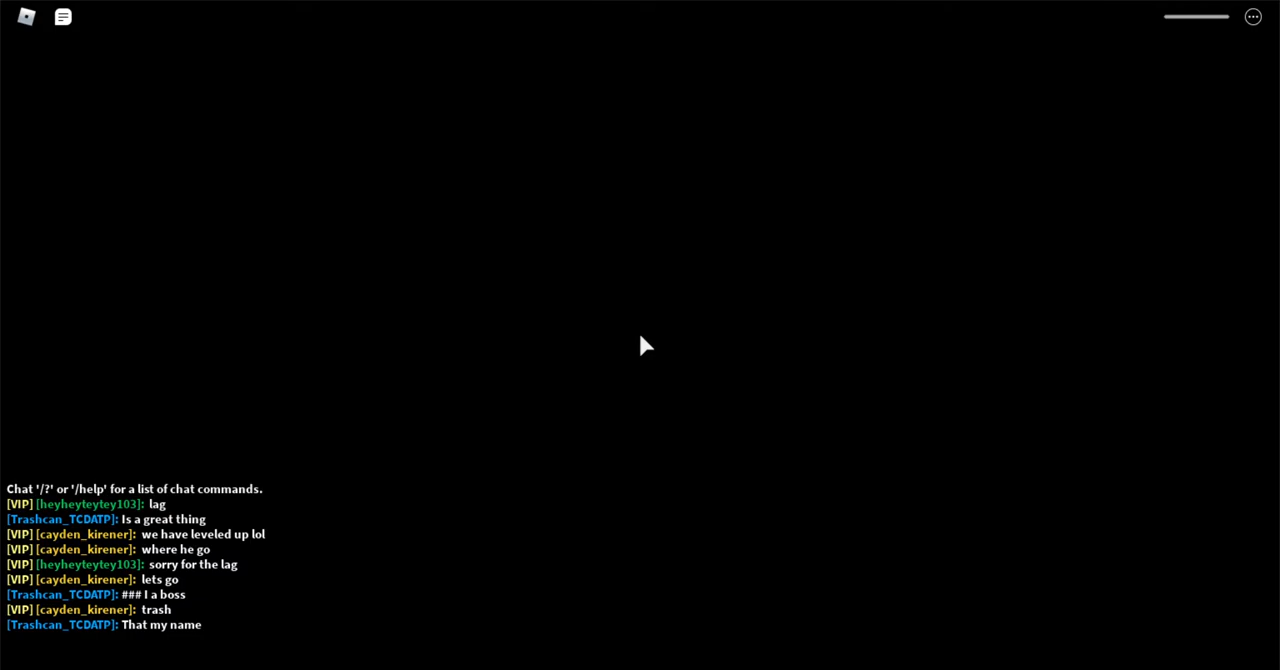 Chat '/?' or '/help' for a list of chat commands.
[VIP] [heyheyteytey103]: lag
[Trashcan_TCDATP]: Is a great thing
[VIP] [cayden_kirener]: we have leveled up lol
[VIP] [cayden_kirener]: where he go
[VIP] [heyheyteytey103]: sorry for the lag
[VIP] [cayden_kirener]: lets go
[Trashcan_TCDATP]: ### I a boss
[VIP] [cayden_kirener]: trash
[Trashcan_TCDATP]: That my name